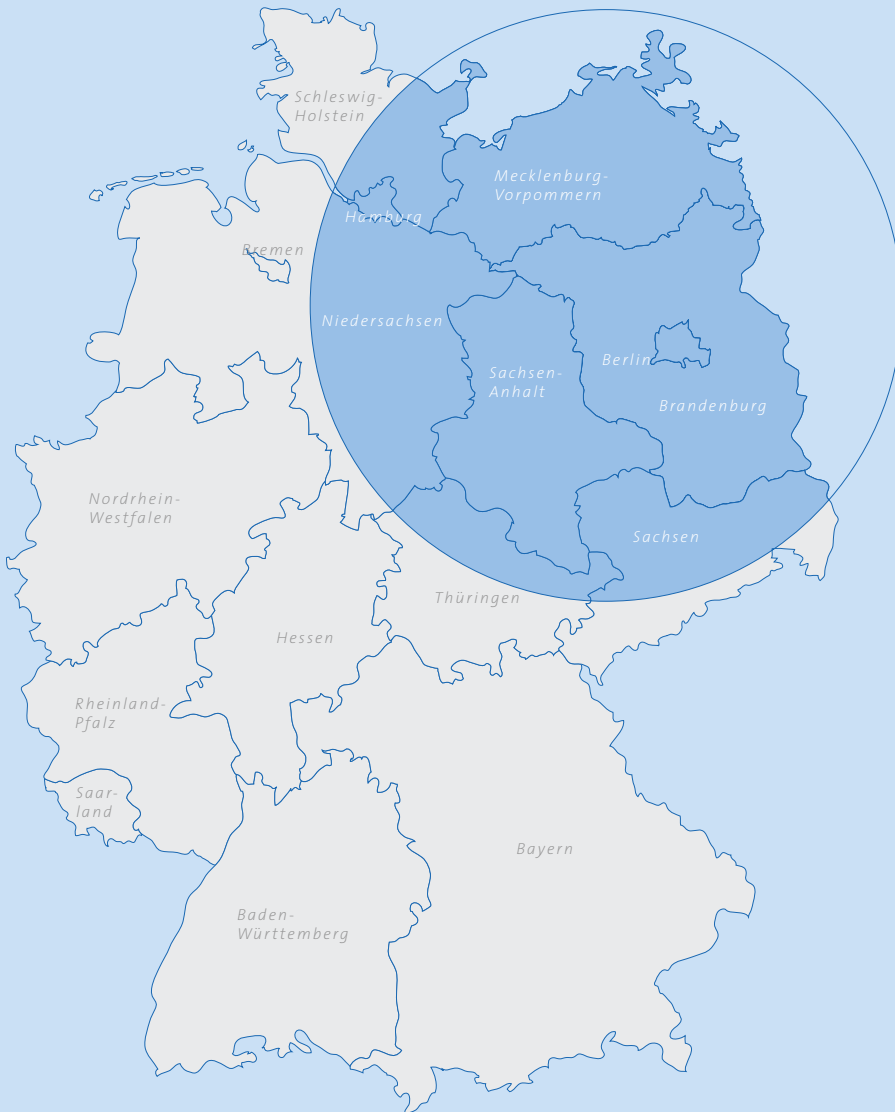 Schleswig-
Holstein
Mecklenburg-
Vorpommern
Hamburg
Bremen
Niedersachsen
Sachsen-
Anhalt
Berlin
Brandenburg
Nordrhein-
Westfalen
Sachsen
Thüringen
Hessen
Rheinland-
Pfalz
Saar-
land
Bayern
Baden-
Württemberg